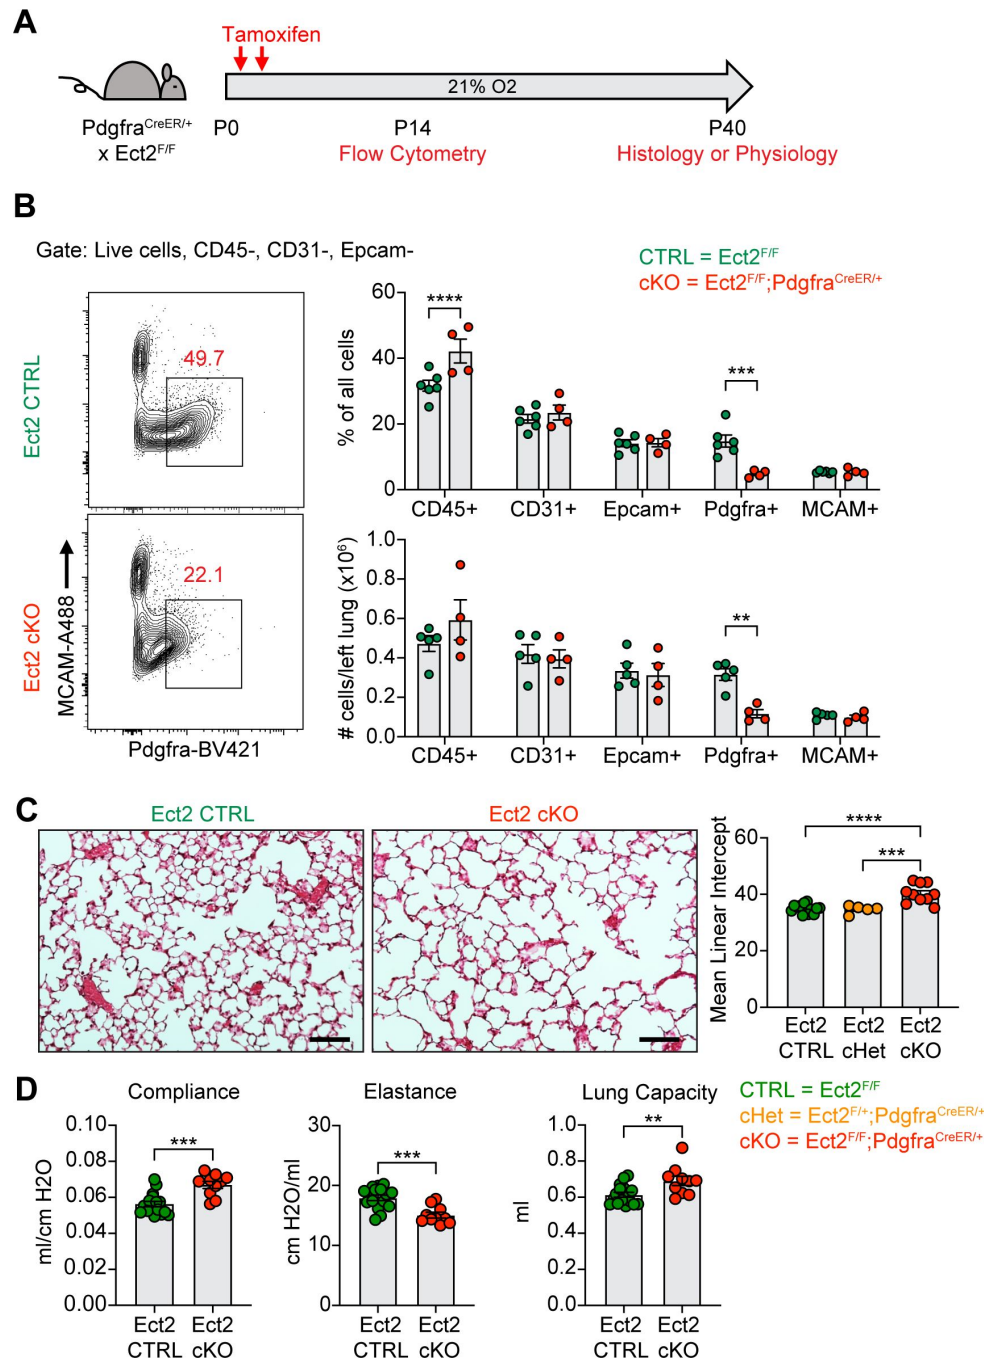 A
Tamoxifen
21% O2
Pdgfra^CreER/+
x Ect2^F/F
P0
P14
P40
Flow Cytometry
Histology or Physiology
B
Gate: Live cells, CD45-, CD31-, Epcam-
CTRL = Ect2^F/F
cKO = Ect2^F/F;Pdgfra^CreER/+
Ect2 CTRL
49.7
Ect2 cKO
22.1
MCAM-A488
Pdgfra-BV421
% of all cells
60
40
20
0
****
***
CD45+
CD31+
Epcam+
Pdgfra+
MCAM+
# cells/left lung (x10^6)
1.0
0.8
0.6
0.4
0.2
0.0
**
CD45+
CD31+
Epcam+
Pdgfra+
MCAM+
C
Ect2 CTRL
Ect2 cKO
Mean Linear Intercept
60
40
20
0
****
***
Ect2 CTRL
Ect2 cHet
Ect2 cKO
D
Compliance
ml/cm H2O
0.10
0.08
0.06
0.04
0.02
0.00
***
Ect2 CTRL
Ect2 cKO
Elastance
cm H2O/ml
30
20
10
0
***
Ect2 CTRL
Ect2 cKO
Lung Capacity
ml
1.0
0.8
0.6
0.4
0.2
0.0
**
Ect2 CTRL
Ect2 cKO
CTRL = Ect2^F/F
cHet = Ect2^F/+;Pdgfra^CreER/+
cKO = Ect2^F/F;Pdgfra^CreER/+